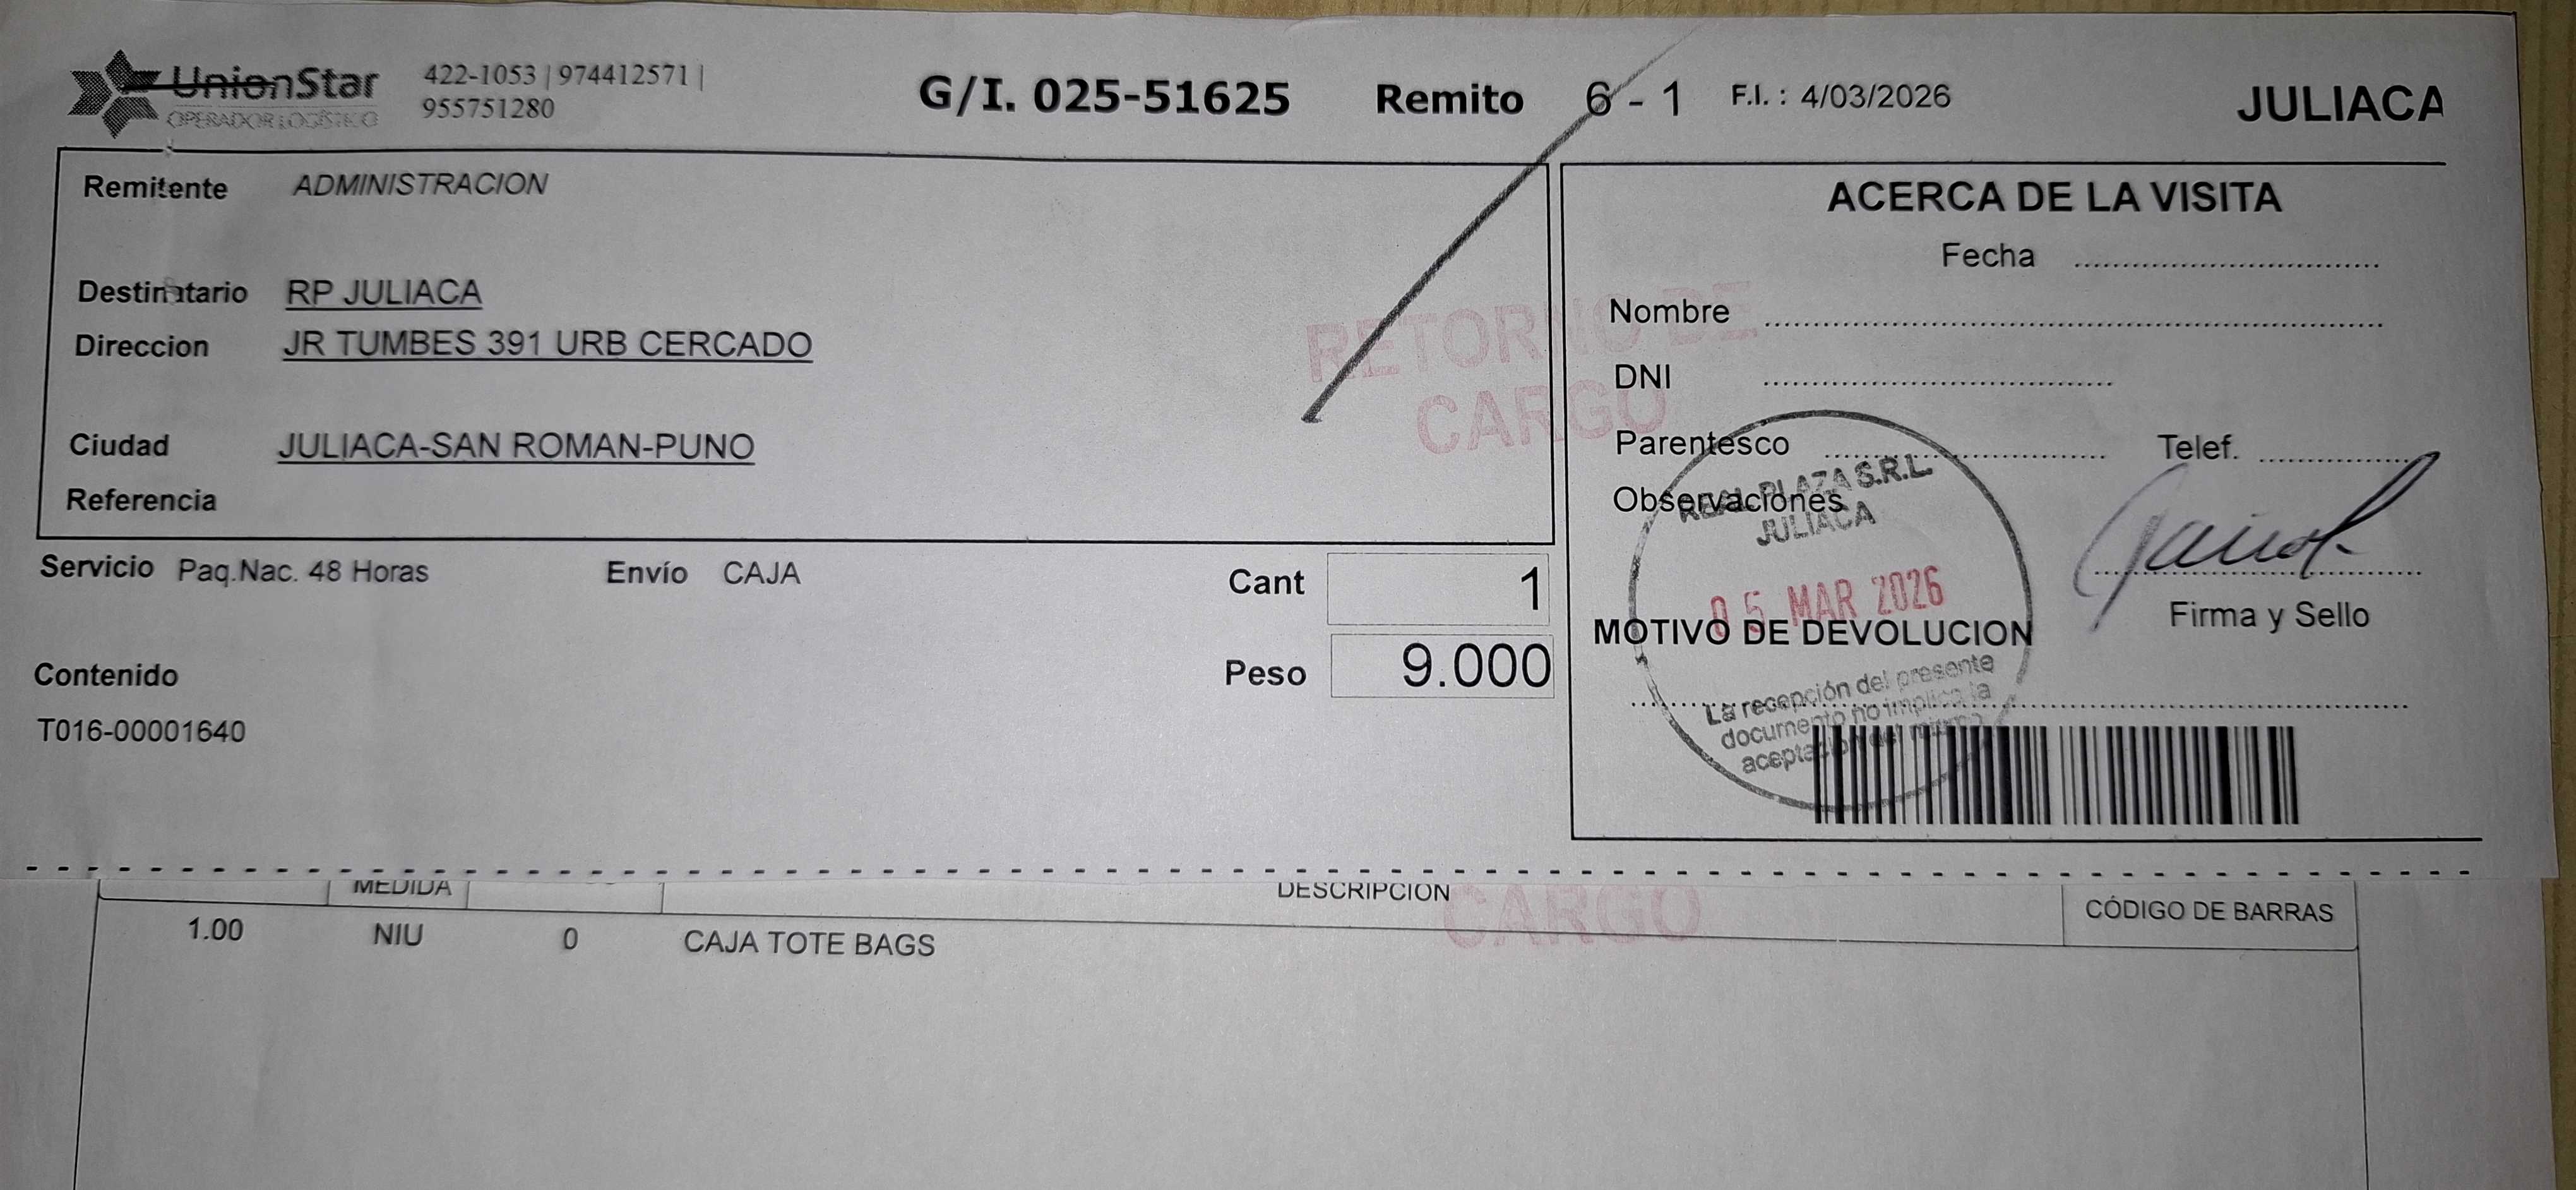 UnionStar
OPERADOR LOGÍSTICO
422-1053 | 974412571 |
955751280
G/I. 025-51625 Remito 6 - 1 F.I. : 4/03/2026 JULIACA
Remitente ADMINISTRACION
Destinatario RP JULIACA
Direccion JR TUMBES 391 URB CERCADO
Ciudad JULIACA-SAN ROMAN-PUNO
Referencia
RETORNO DE
CARGO
Servicio Paq.Nac. 48 Horas Envío CAJA Cant 1
Peso 9.000
Contenido
T016-00001640
ACERCA DE LA VISITA
Fecha
Nombre
DNI
Parentesco Telef.
Observaciones
REAL PLAZA S.R.L.
JULIACA
05 MAR 2026
Firma y Sello
MOTIVO DE DEVOLUCION
La recepción del presente
documento no implica la
aceptación del mismo
MEDIDA DESCRIPCION CÓDIGO DE BARRAS
CARGO
1.00 NIU 0 CAJA TOTE BAGS